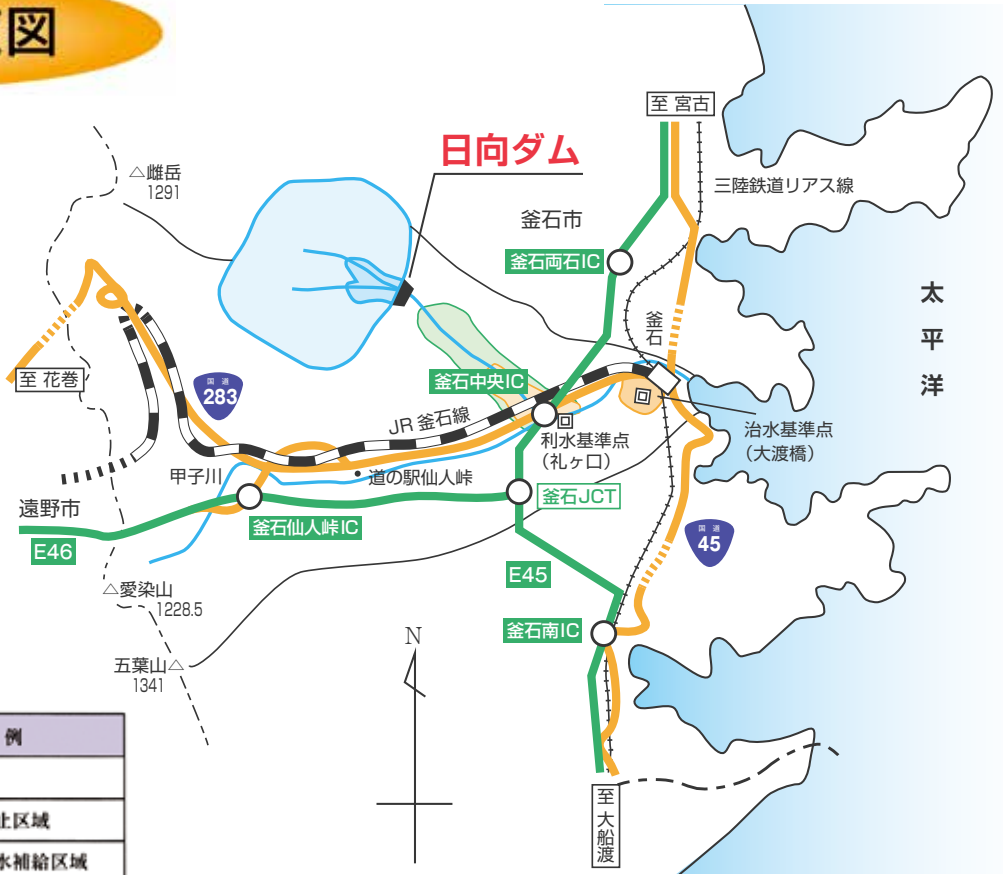 図
至 宮古
雌岳
1291
日向ダム
三陸鉄道リアス線
釜石市
釜石両石IC
太平洋
釜石
至 花巻
国道
283
釜石中央IC
JR 釜石線
利水基準点
（礼ヶ口）
治水基準点
（大渡橋）
甲子川
道の駅仙人峠
釜石JCT
遠野市
釜石仙人峠IC
国道
45
E46
E45
愛染山
1228.5
釜石南IC
N
五葉山
1341
例
止区域
水補給区域
至 大船渡